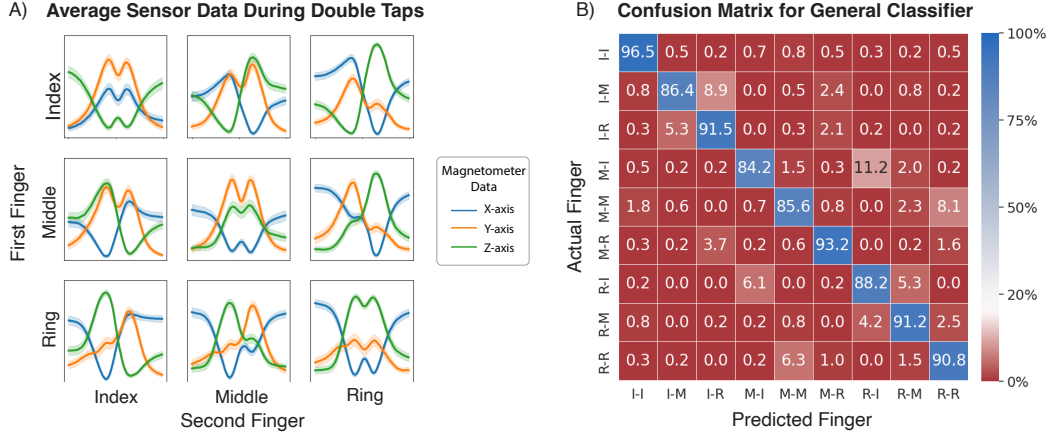 A) Average Sensor Data During Double Taps
First Finger
Index
Middle
Ring
Index Middle Ring
Second Finger
Magnetometer
Data
X-axis
Y-axis
Z-axis
B) Confusion Matrix for General Classifier
Actual Finger
I-I 96.5 0.5 0.2 0.7 0.8 0.5 0.3 0.2 0.5
I-M 0.8 86.4 8.9 0.0 0.5 2.4 0.0 0.8 0.2
I-R 0.3 5.3 91.5 0.0 0.3 2.1 0.2 0.0 0.2
M-I 0.5 0.2 0.2 84.2 1.5 0.3 11.2 2.0 0.2
M-M 1.8 0.6 0.0 0.7 85.6 0.8 0.0 2.3 8.1
M-R 0.3 0.2 3.7 0.2 0.6 93.2 0.0 0.2 1.6
R-I 0.2 0.0 0.0 6.1 0.0 0.2 88.2 5.3 0.0
R-M 0.8 0.0 0.2 0.2 0.8 0.0 4.2 91.2 2.5
R-R 0.3 0.2 0.0 0.2 6.3 1.0 0.0 1.5 90.8
I-I I-M I-R M-I M-M M-R R-I R-M R-R
Predicted Finger
100%
75%
50%
20%
0%